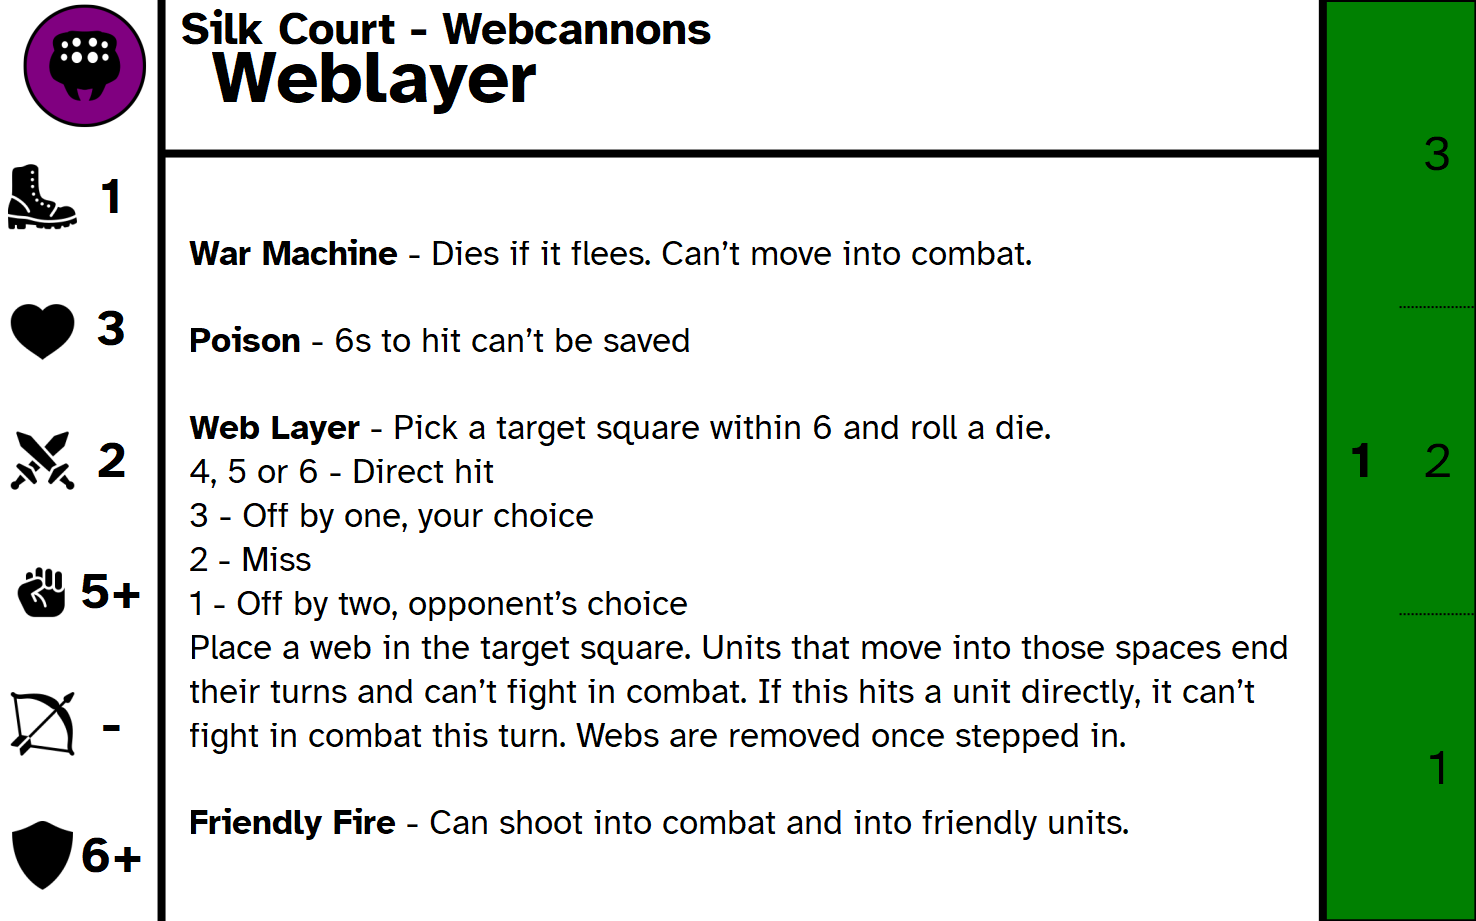 Silk Court - Webcannons
Weblayer
1
3
2
5+
-
6+
War Machine - Dies if it flees. Can’t move into combat.
Poison - 6s to hit can’t be saved
Web Layer - Pick a target square within 6 and roll a die.
4, 5 or 6 - Direct hit
3 - Off by one, your choice
2 - Miss
1 - Off by two, opponent’s choice
Place a web in the target square. Units that move into those spaces end
their turns and can’t fight in combat. If this hits a unit directly, it can’t
fight in combat this turn. Webs are removed once stepped in.
Friendly Fire - Can shoot into combat and into friendly units.
3
1 2
1